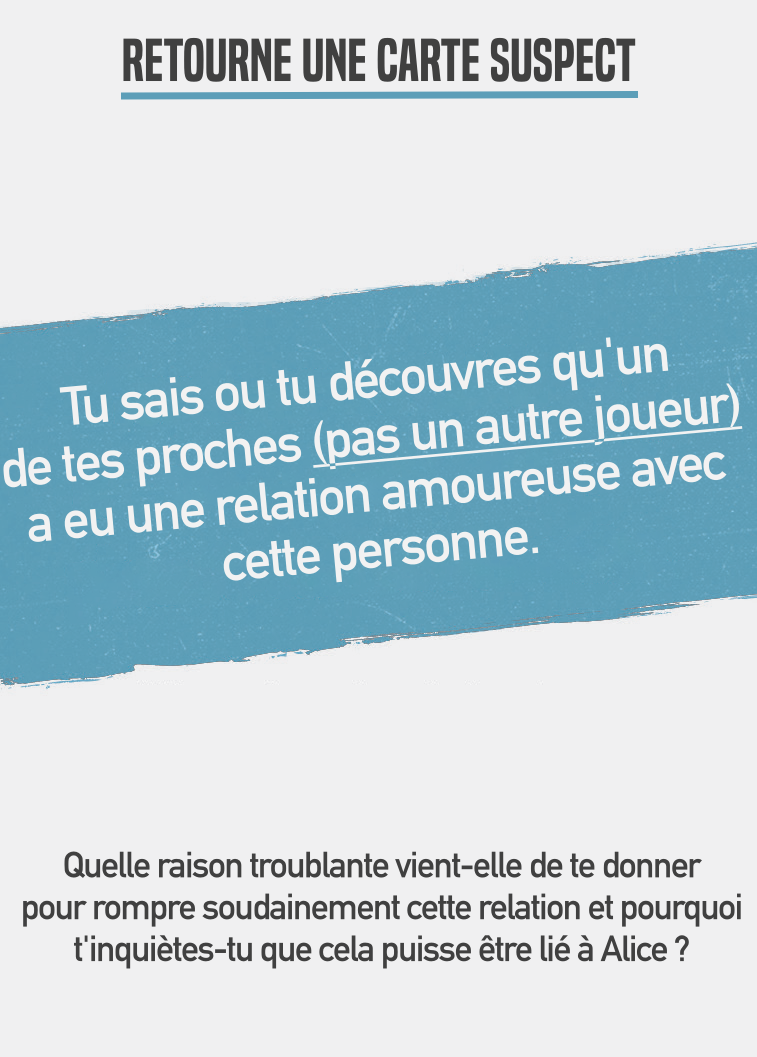 RETOURNE UNE CARTE SUSPECT
Tu sais ou tu découvres qu'un
de tes proches (pas un autre joueur)
a eu une relation amoureuse avec
cette personne.
Quelle raison troublante vient-elle de te donner
pour rompre soudainement cette relation et pourquoi
t'inquiètes-tu que cela puisse être lié à Alice ?